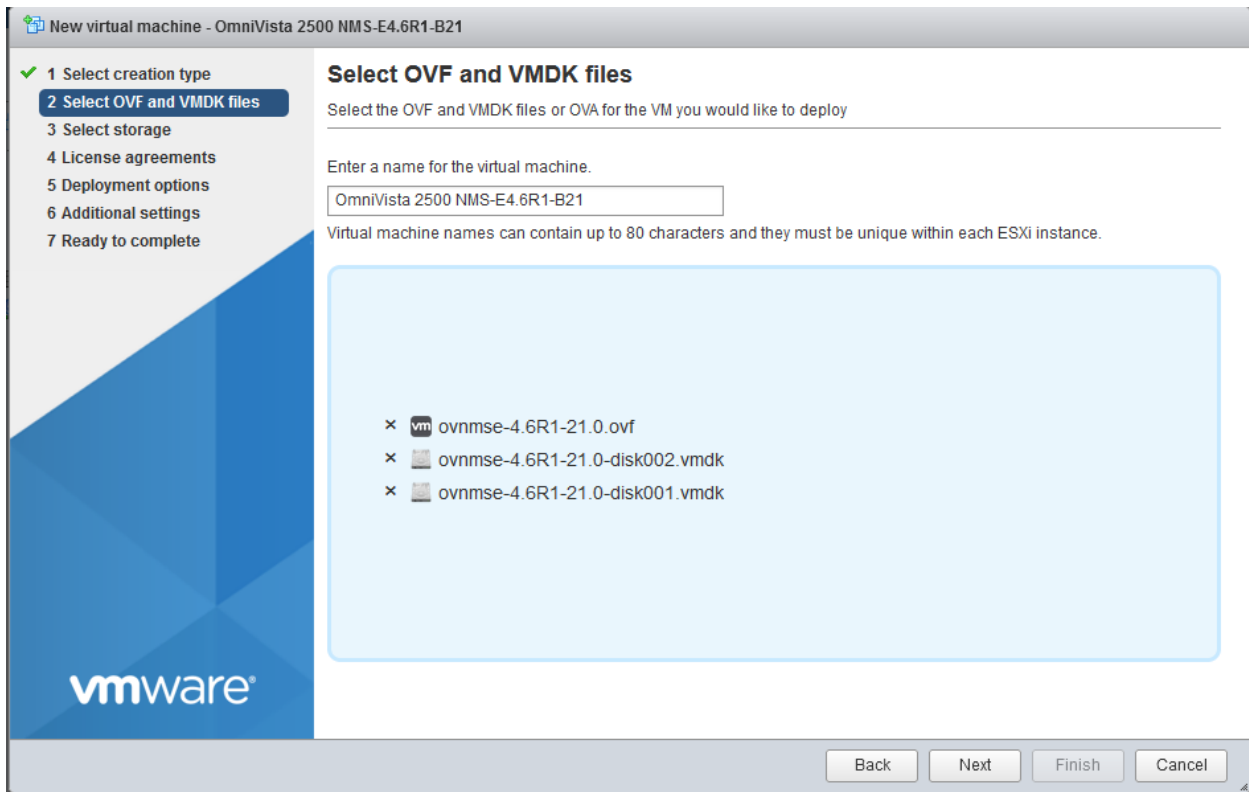 New virtual machine - OmniVista 2500 NMS-E4.6R1-B21
1 Select creation type
2 Select OVF and VMDK files
3 Select storage
4 License agreements
5 Deployment options
6 Additional settings
7 Ready to complete
Select OVF and VMDK files
Select the OVF and VMDK files or OVA for the VM you would like to deploy
Enter a name for the virtual machine.
OmniVista 2500 NMS-E4.6R1-B21
Virtual machine names can contain up to 80 characters and they must be unique within each ESXi instance.
× vm ovnmse-4.6R1-21.0.ovf
× ovnmse-4.6R1-21.0-disk002.vmdk
× ovnmse-4.6R1-21.0-disk001.vmdk
vmware®
Back Next Finish Cancel